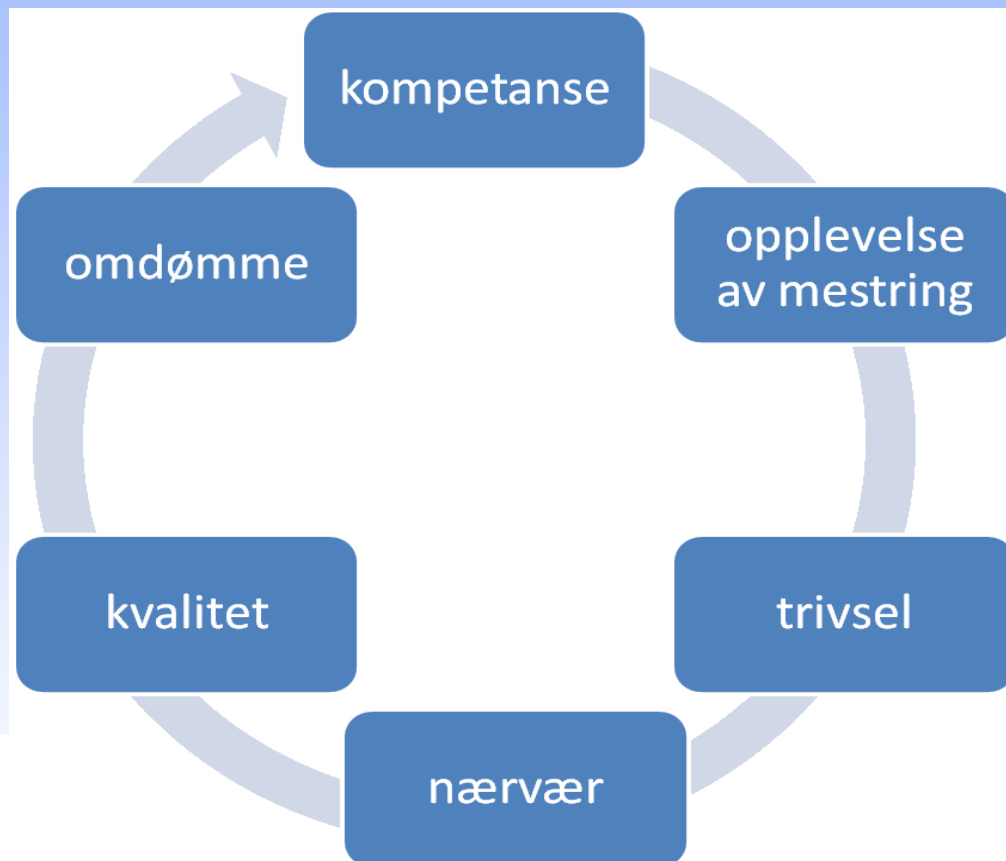 kompetanse
opplevelse
av mestring
trivsel
nærvær
kvalitet
omdømme